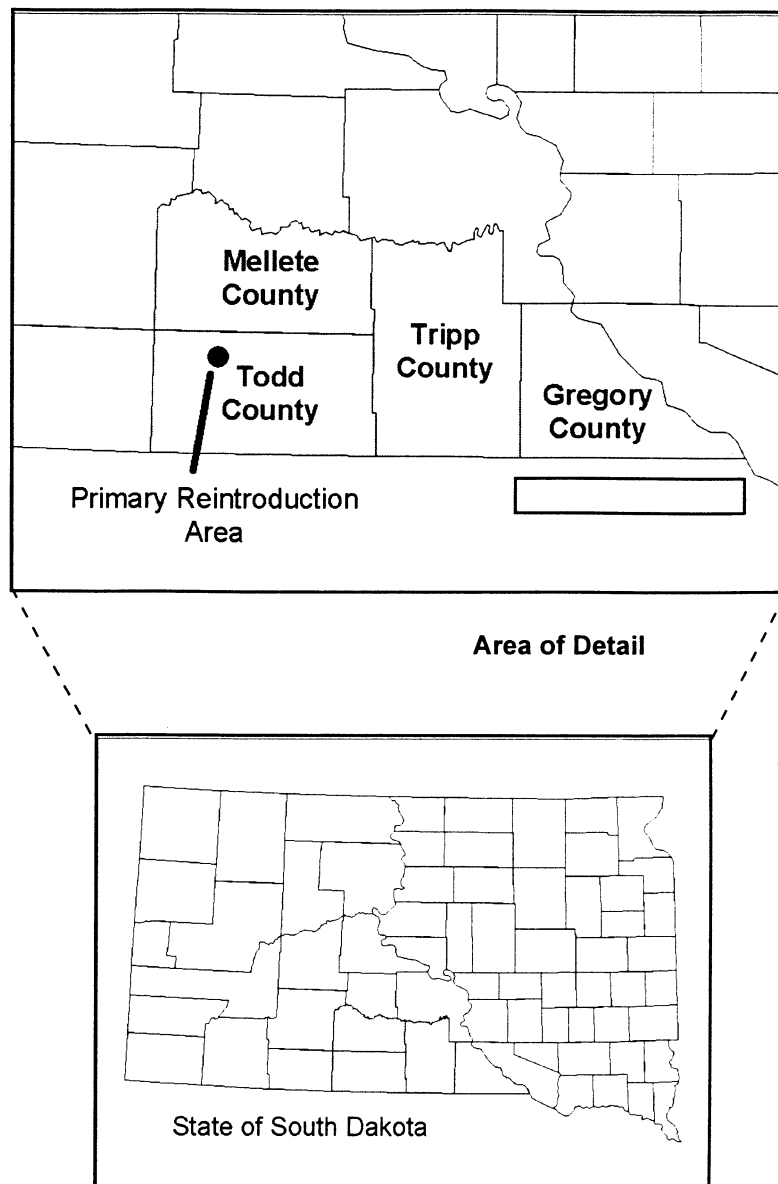 Mellete
County
Tripp
County
Todd
County
Gregory
County
Primary Reintroduction
Area
Area of Detail
State of South Dakota